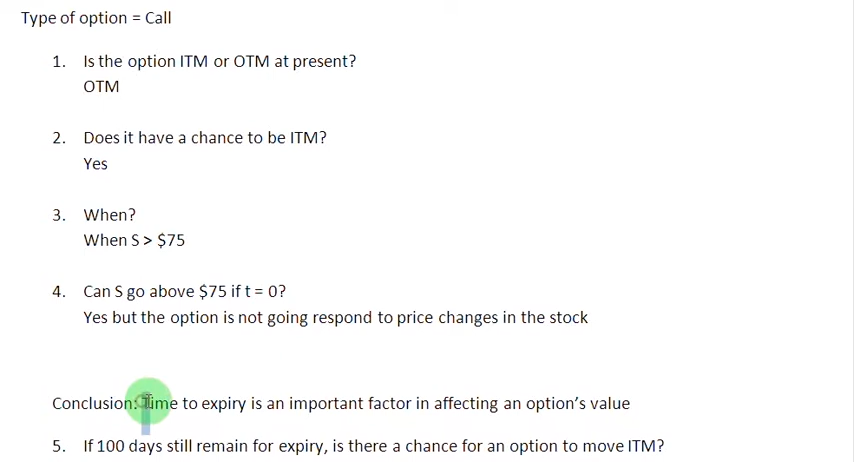 Type of option = Call
1. Is the option ITM or OTM at present?
OTM
2. Does it have a chance to be ITM?
Yes
3. When?
When S > $75
4. Can S go above $75 if t = 0?
Yes but the option is not going respond to price changes in the stock
Conclusion: Time to expiry is an important factor in affecting an option's value
5. If 100 days still remain for expiry, is there a chance for an option to move ITM?